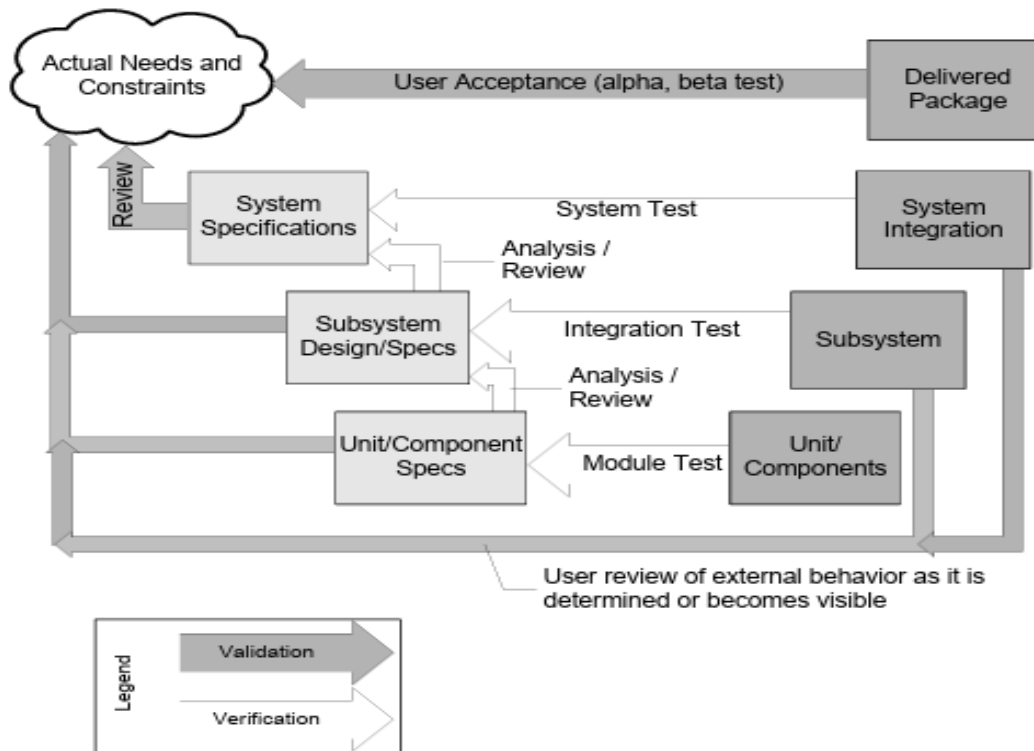 Actual Needs and
Constraints
User Acceptance (alpha, beta test)
Delivered
Package
Review
System
Specifications
System Test
System
Integration
Analysis /
Review
Subsystem
Design/Specs
Integration Test
Subsystem
Analysis /
Review
Unit/Component
Specs
Module Test
Unit/
Components
User review of external behavior as it is
determined or becomes visible
Legend
Validation
Verification